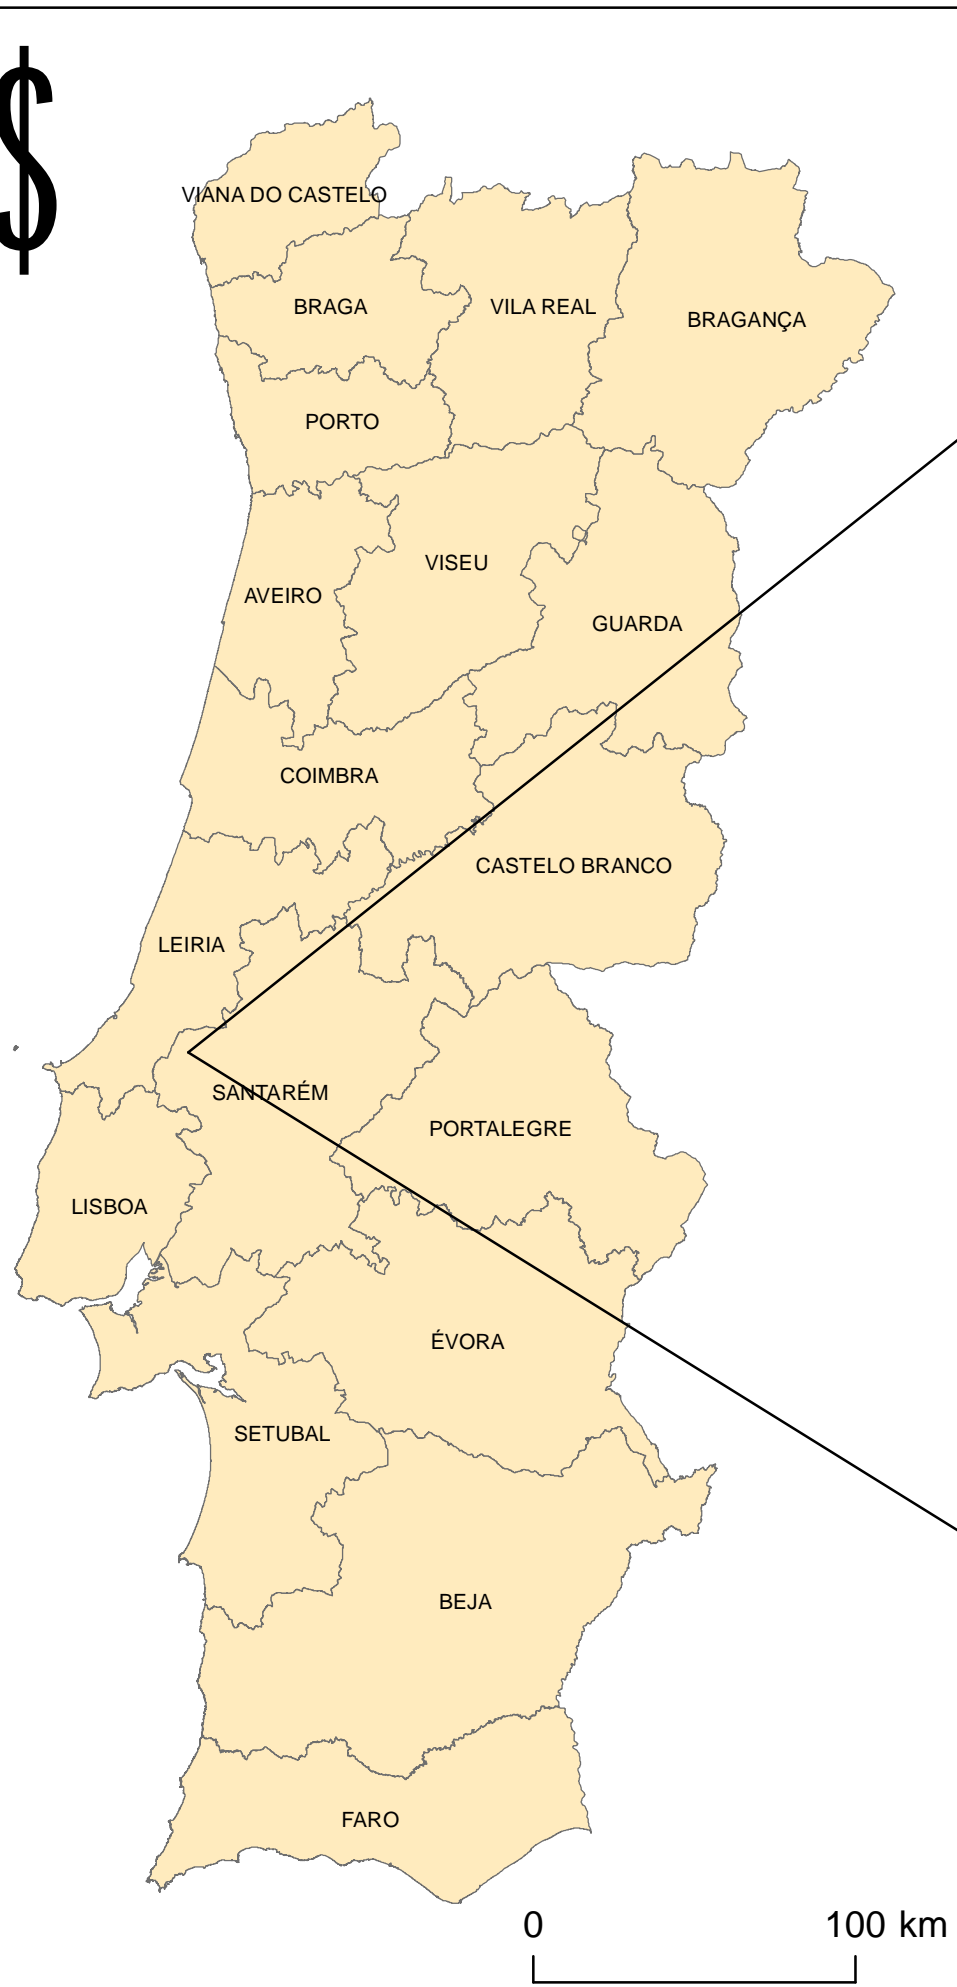 $
VIANA DO CASTELO
BRAGA
VILA REAL
BRAGANÇA
PORTO
VISEU
AVEIRO
GUARDA
COIMBRA
CASTELO BRANCO
LEIRIA
SANTARÉM
PORTALEGRE
LISBOA
ÉVORA
SETUBAL
BEJA
FARO
0 100 km